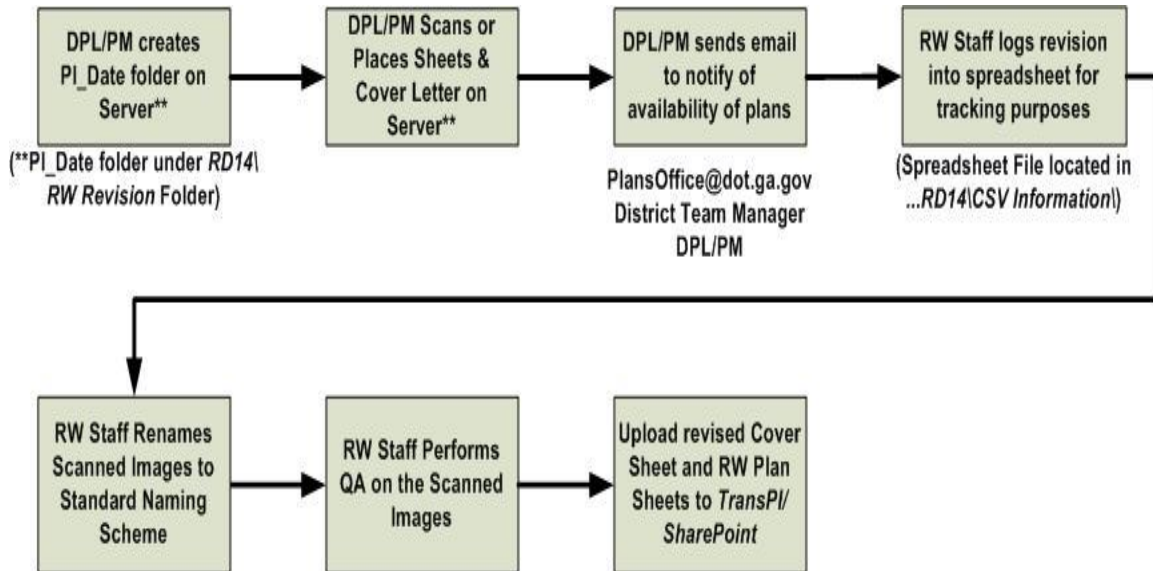 DPL/PM creates
PI_Date folder on
Server**
(**PI_Date folder under RD14\
RW Revision Folder)
DPL/PM Scans or
Places Sheets &
Cover Letter on
Server**
DPL/PM sends email
to notify of
availability of plans
PlansOffice@dot.ga.gov
District Team Manager
DPL/PM
RW Staff logs revision
into spreadsheet for
tracking purposes
(Spreadsheet File located in
...RD14\CSV Information\)
RW Staff Renames
Scanned Images to
Standard Naming
Scheme
RW Staff Performs
QA on the Scanned
Images
Upload revised Cover
Sheet and RW Plan
Sheets to TransPI/
SharePoint